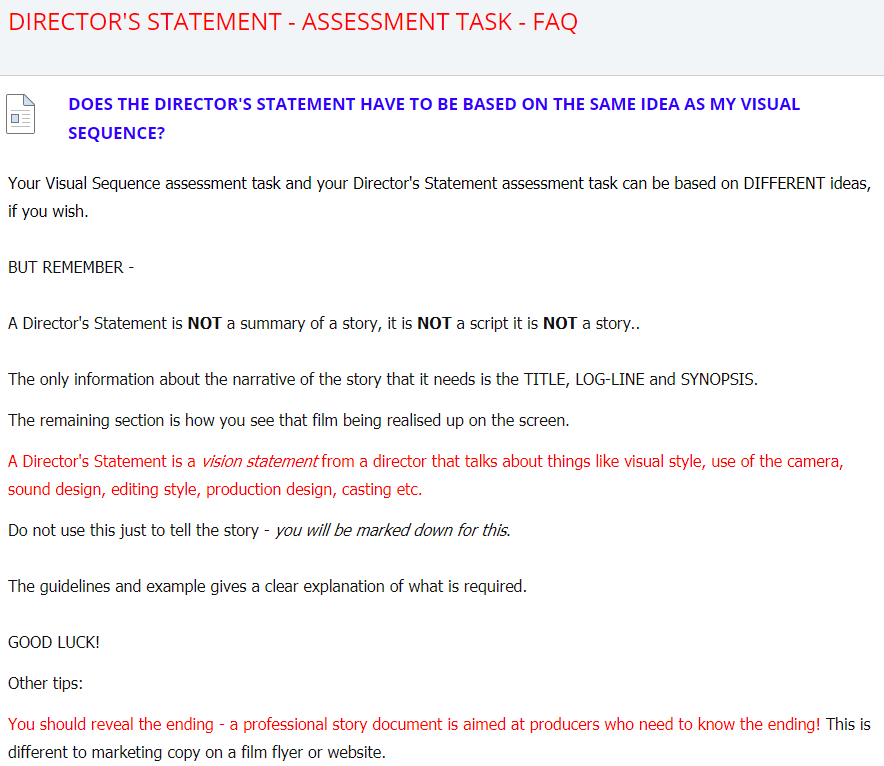 DIRECTOR'S STATEMENT - ASSESSMENT TASK - FAQ
DOES THE DIRECTOR'S STATEMENT HAVE TO BE BASED ON THE SAME IDEA AS MY VISUAL
SEQUENCE?
Your Visual Sequence assessment task and your Director's Statement assessment task can be based on DIFFERENT ideas,
if you wish.
BUT REMEMBER -
A Director's Statement is NOT a summary of a story, it is NOT a script it is NOT a story..
The only information about the narrative of the story that it needs is the TITLE, LOG-LINE and SYNOPSIS.
The remaining section is how you see that film being realised up on the screen.
A Director's Statement is a vision statement from a director that talks about things like visual style, use of the camera,
sound design, editing style, production design, casting etc.
Do not use this just to tell the story - you will be marked down for this.
The guidelines and example gives a clear explanation of what is required.
GOOD LUCK!
Other tips:
You should reveal the ending - a professional story document is aimed at producers who need to know the ending! This is
different to marketing copy on a film flyer or website.